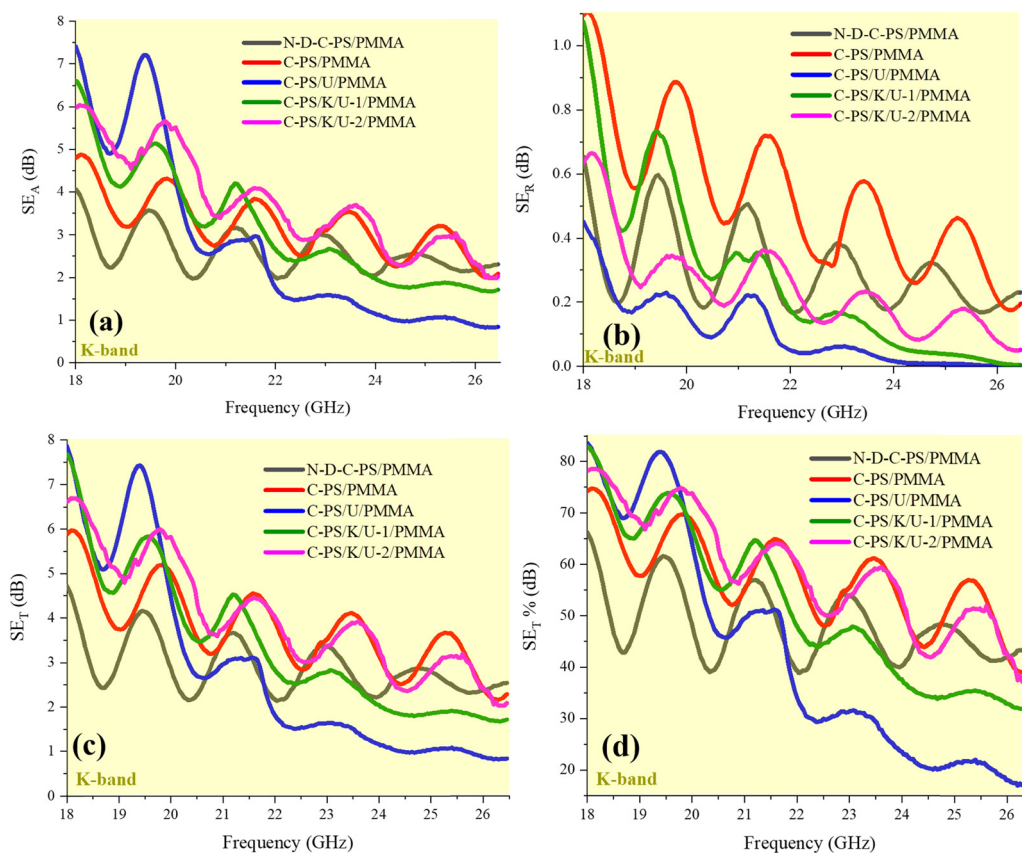 8
7
6
5
4
3
2
1
0
SE_A (dB)
N-D-C-PS/PMMA
C-PS/PMMA
C-PS/U/PMMA
C-PS/K/U-1/PMMA
C-PS/K/U-2/PMMA
(a)
K-band
18 20 22 24 26
Frequency (GHz)
1.0
0.8
0.6
0.4
0.2
0.0
SE_R (dB)
N-D-C-PS/PMMA
C-PS/PMMA
C-PS/U/PMMA
C-PS/K/U-1/PMMA
C-PS/K/U-2/PMMA
(b)
K-band
18 20 22 24 26
Frequency (GHz)
8
7
6
5
4
3
2
1
0
SE_T (dB)
N-D-C-PS/PMMA
C-PS/PMMA
C-PS/U/PMMA
C-PS/K/U-1/PMMA
C-PS/K/U-2/PMMA
(c)
K-band
18 19 20 21 22 23 24 25 26
Frequency (GHz)
80
70
60
50
40
30
20
SE_T % (dB)
N-D-C-PS/PMMA
C-PS/PMMA
C-PS/U/PMMA
C-PS/K/U-1/PMMA
C-PS/K/U-2/PMMA
(d)
K-band
18 19 20 21 22 23 24 25 26
Frequency (GHz)